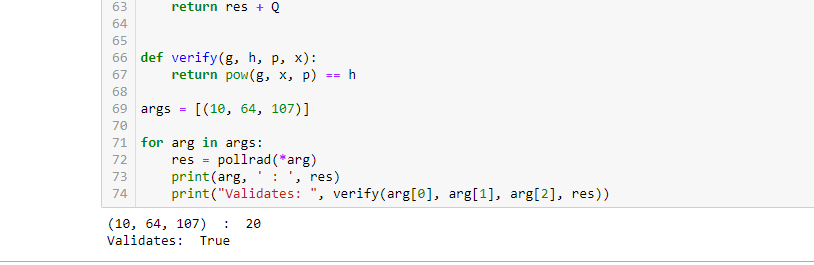 63 return res + Q
64
65
66 def verify(g, h, p, x):
67 return pow(g, x, p) == h
68
69 args = [(10, 64, 107)]
70
71 for arg in args:
72 res = pollrad(*arg)
73 print(arg, ' : ', res)
74 print("Validates: ", verify(arg[0], arg[1], arg[2], res))
(10, 64, 107)  :  20
Validates:  True